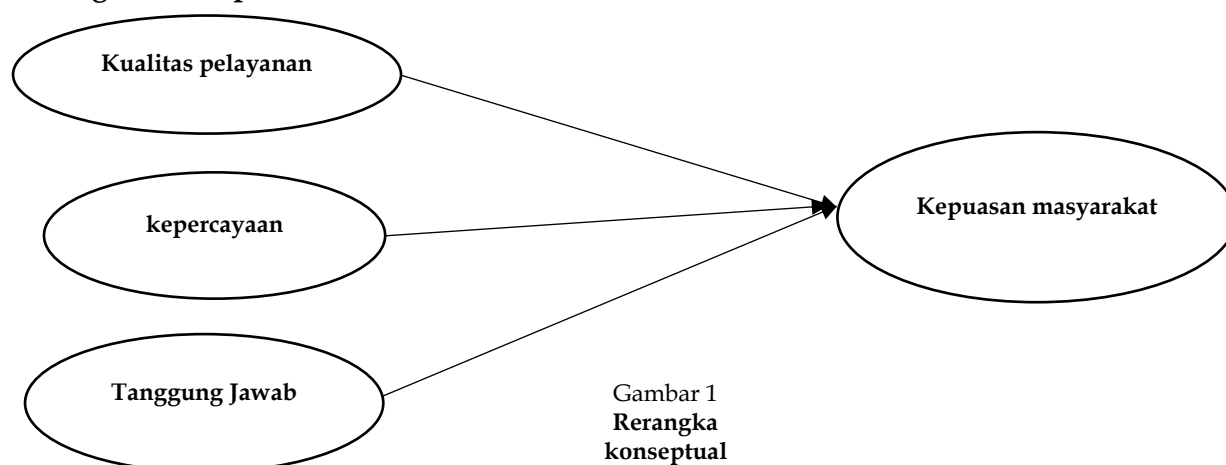 Kualitas pelayanan
kepercayaan
Kepuasan masyarakat
Tanggung Jawab
Gambar 1
Rerangka
konseptual